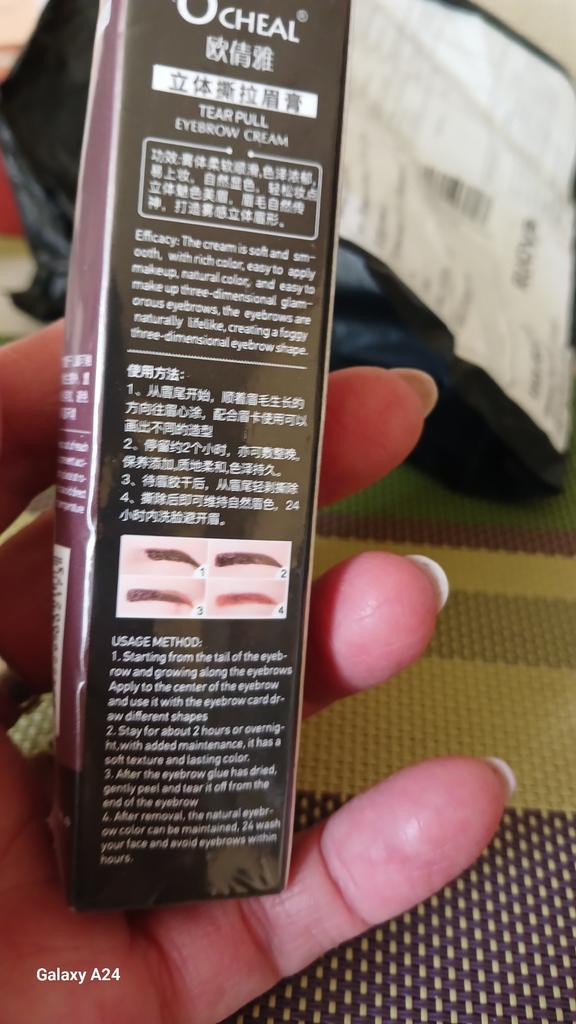 OCHEAL®
欧倩雅
立体撕拉眉膏
TEAR PULL
EYEBROW CREAM
功效:膏体柔软顺滑,色泽浓郁,
易上妆，自然显色，轻松妆点
立体魅色美眉，眉毛自然传
神，打造雾感立体眉形。
Efficacy: The cream is soft and sm-
ooth, with rich color, easy to apply
makeup, natural color, and easy to
make up three-dimensional glam-
orous eyebrows, the eyebrows are
naturally lifelike, creating a foggy
three-dimensional eyebrow shape.
使用方法:
1、从眉尾开始，顺着眉毛生长的
方向往眉心涂，配合眉卡使用可以
画出不同的造型
2、停留约2个小时，亦可敷整晚,
保养添加,质地柔和,色泽持久。
3、待眉胶干后，从眉尾轻剥撕除
4、撕除后即可维持自然眉色，24
小时内洗脸避开眉。
1
2
3
4
USAGE METHOD:
1. Starting from the tail of the eyeb-
row and growing along the eyebrows
Apply to the center of the eyebrow
and use it with the eyebrow card dr-
aw different shapes
2. Stay for about 2 hours or overnig-
ht,with added maintenance, it has a
soft texture and lasting color.
3. After the eyebrow glue has dried,
gently peel and tear it off from the
end of the eyebrow
4. After removal, the natural eyebr-
ow color can be maintained, 24 wash
your face and avoid eyebrows within
hours.
Galaxy A24